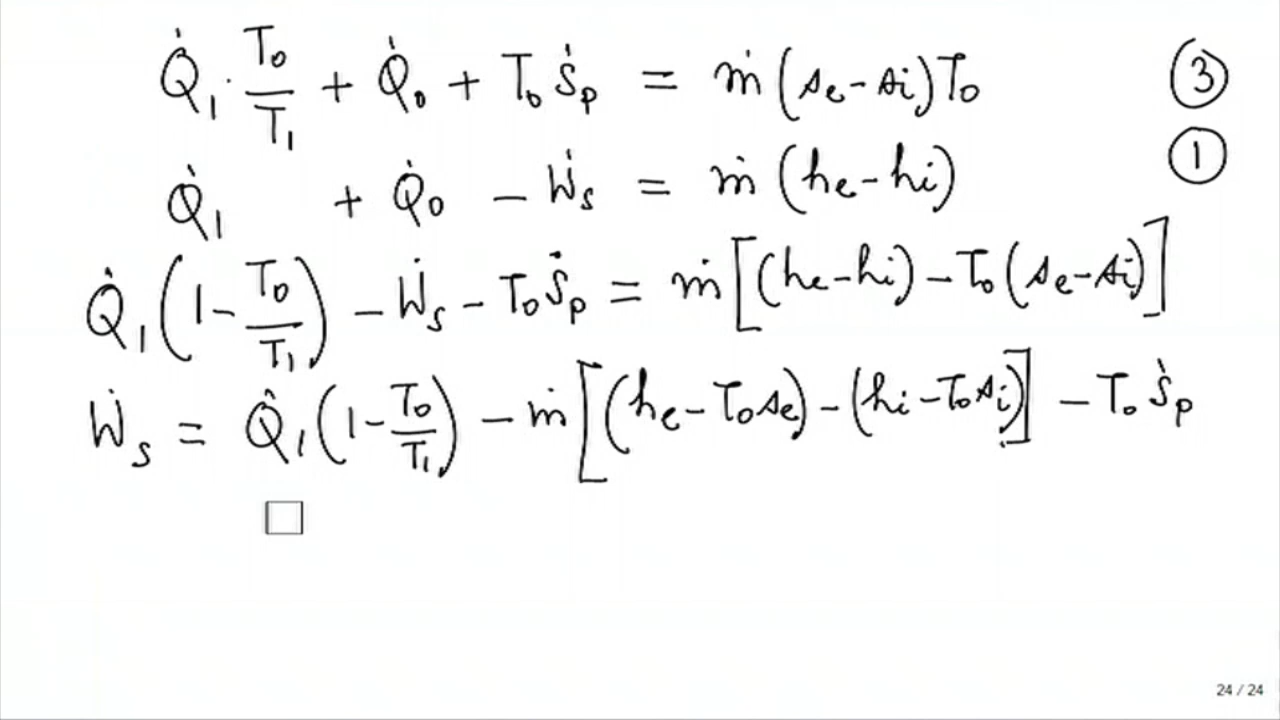 Q̇₁ · T₀/T₁ + Q̇₀ + T₀Ṡₚ = ṁ(sₑ - sᵢ)T₀ ③
Q̇₁ + Q̇₀ - Ẇₛ = ṁ(hₑ - hᵢ) ①
Q̇₁(1 - T₀/T₁) - Ẇₛ - T₀Ṡₚ = ṁ[(hₑ - hᵢ) - T₀(sₑ - sᵢ)]
Ẇₛ = Q̇₁(1 - T₀/T₁) - ṁ[(hₑ - T₀sₑ) - (hᵢ - T₀sᵢ)] - T₀Ṡₚ
24 / 24